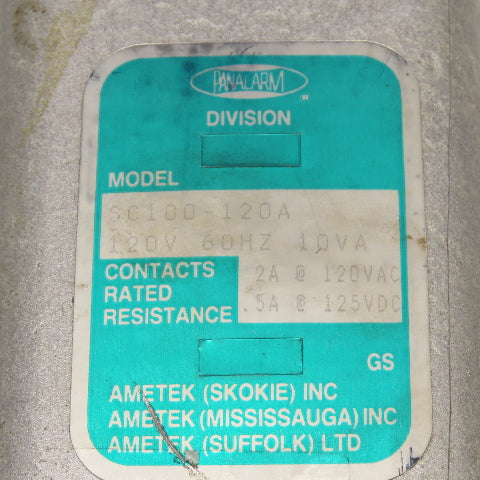 PANALARM
DIVISION
MODEL
SC100-120A
120V 60HZ 10VA
CONTACTS 2A @ 120VAC
RATED .5A @ 125VDC
RESISTANCE
GS
AMETEK (SKOKIE) INC
AMETEK (MISSISSAUGA) INC
AMETEK (SUFFOLK) LTD